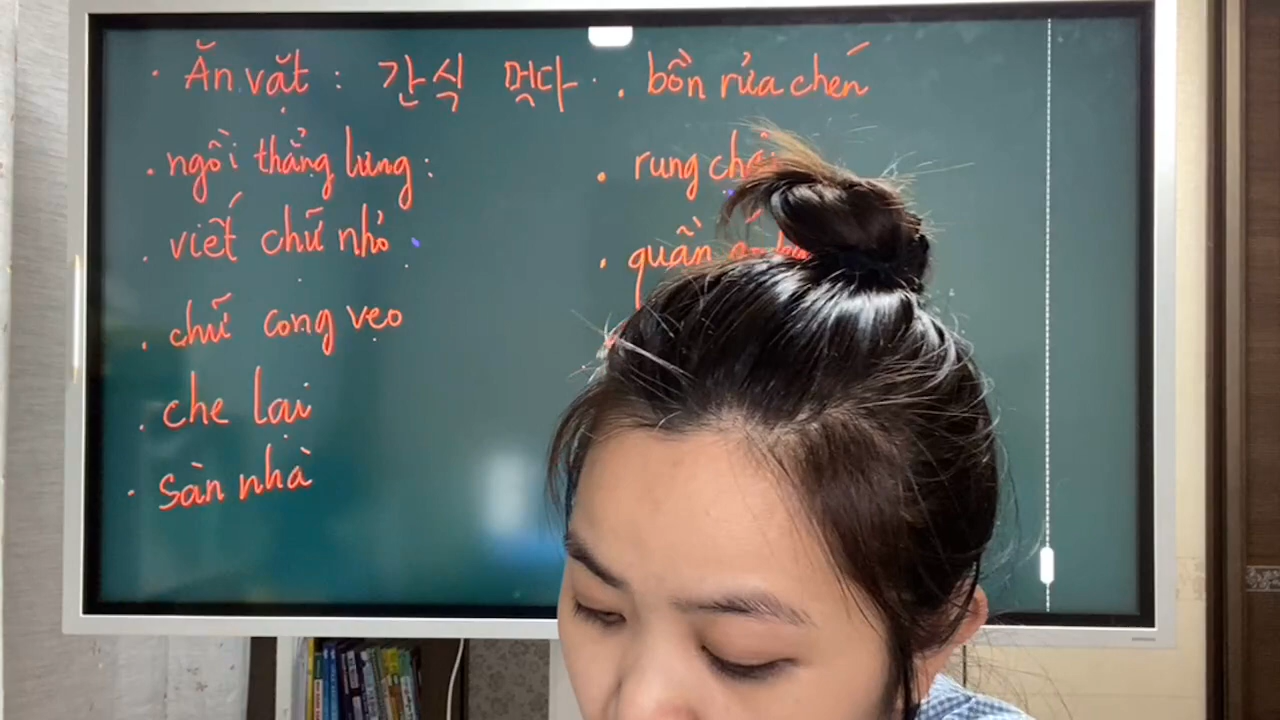 . Ăn vặt : 간식 먹다.
. ngồi thẳng lưng :
. viết chữ nhỏ
. chữ cong vẹo
. che lại
. sàn nhà
. bồn rửa chén
. rung
. quần